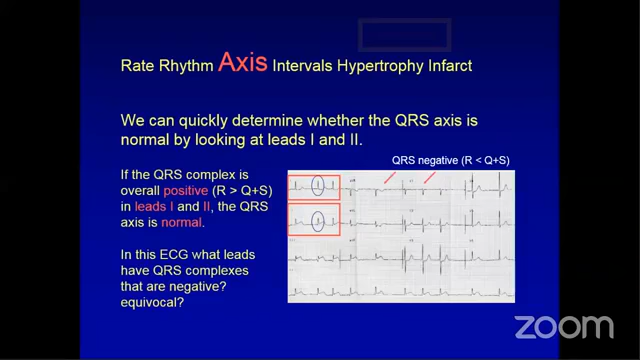 Rate Rhythm Axis Intervals Hypertrophy Infarct
We can quickly determine whether the QRS axis is
normal by looking at leads I and II.
QRS negative (R < Q+S)
If the QRS complex is
overall positive (R > Q+S)
in leads I and II, the QRS
axis is normal.
In this ECG what leads
have QRS complexes
that are negative?
equivocal?
zoom